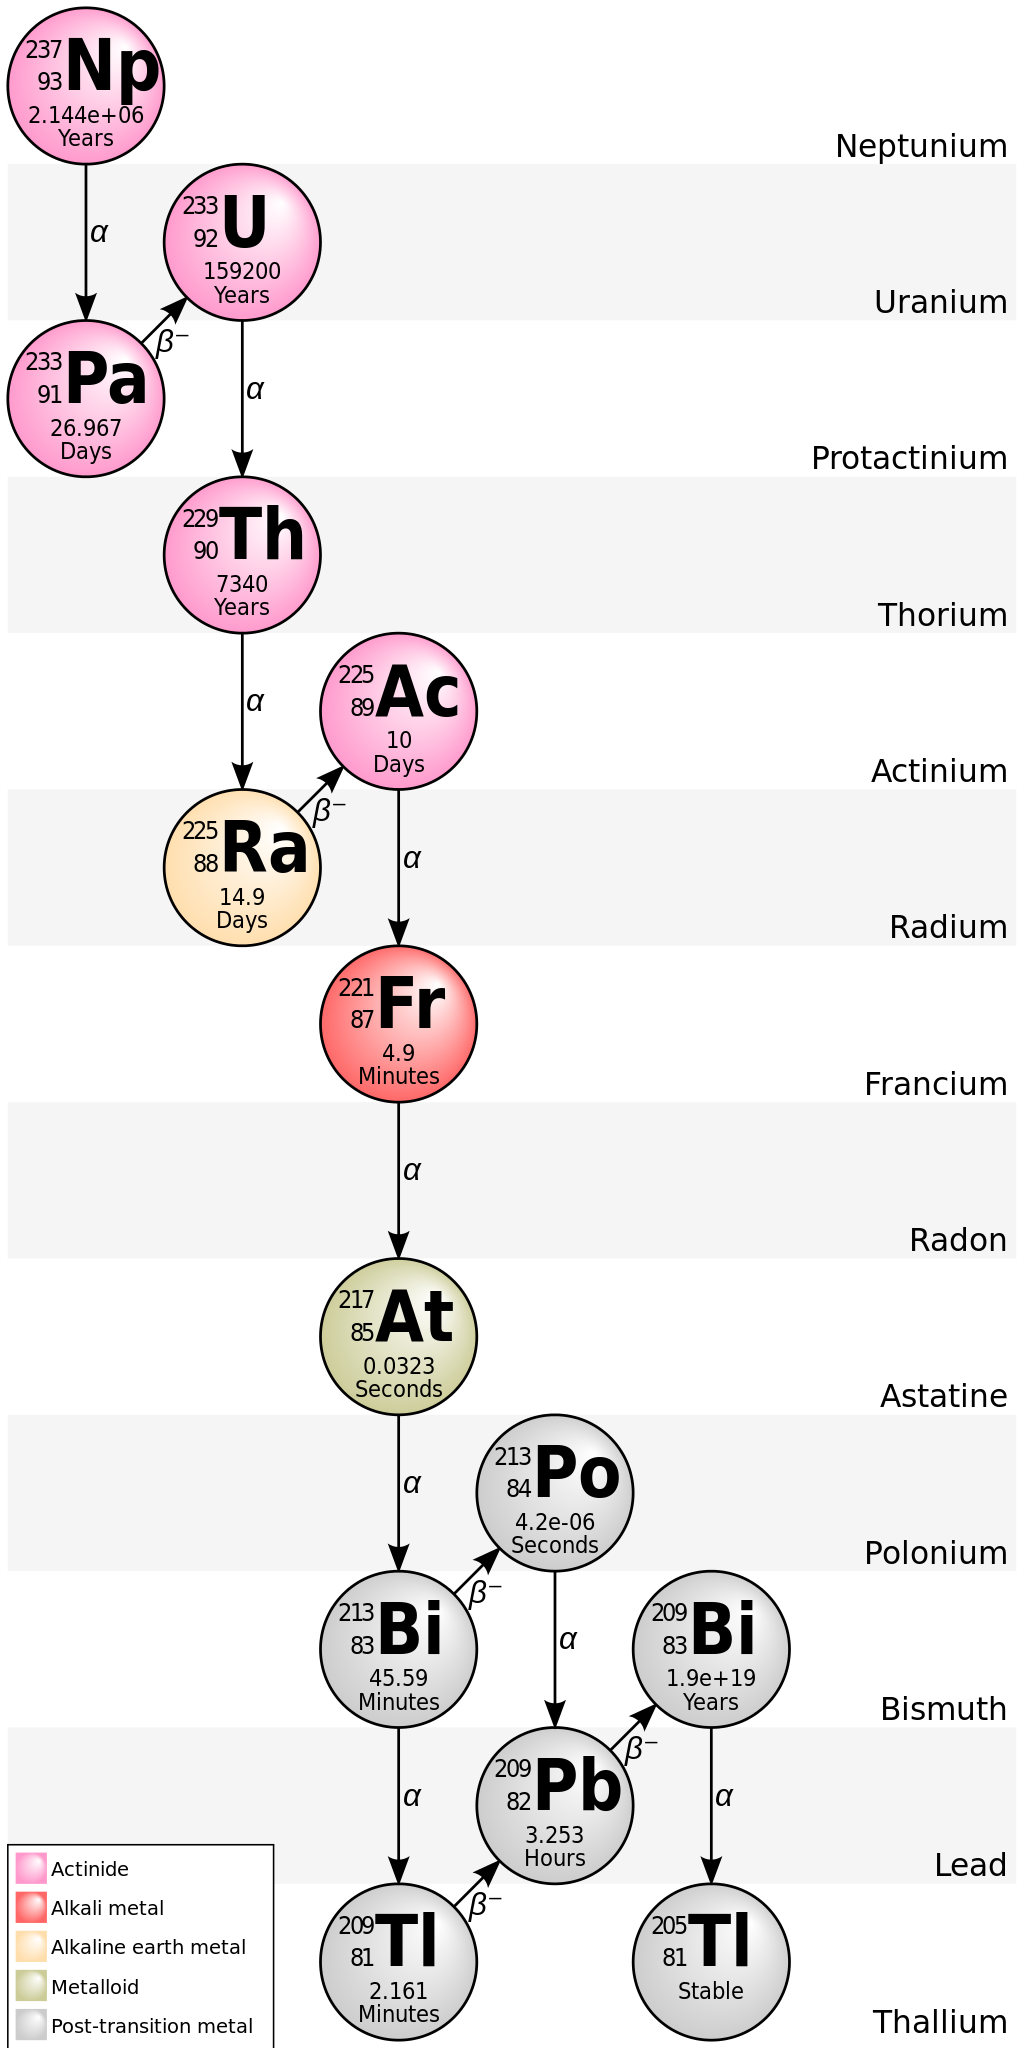 237
93
Np
2.144e+06
Years
Neptunium
α
233
92
U
159200
Years
Uranium
β−
233
91
Pa
26.967
Days
α
Protactinium
229
90
Th
7340
Years
Thorium
α
225
89
Ac
10
Days
Actinium
β−
225
88
Ra
14.9
Days
α
Radium
221
87
Fr
4.9
Minutes
Francium
α
Radon
217
85
At
0.0323
Seconds
Astatine
α
213
84
Po
4.2e-06
Seconds
Polonium
β−
213
83
Bi
45.59
Minutes
α
209
83
Bi
1.9e+19
Years
Bismuth
β−
α
209
82
Pb
3.253
Hours
α
Lead
β−
209
81
Tl
2.161
Minutes
205
81
Tl
Stable
Thallium
Actinide
Alkali metal
Alkaline earth metal
Metalloid
Post-transition metal